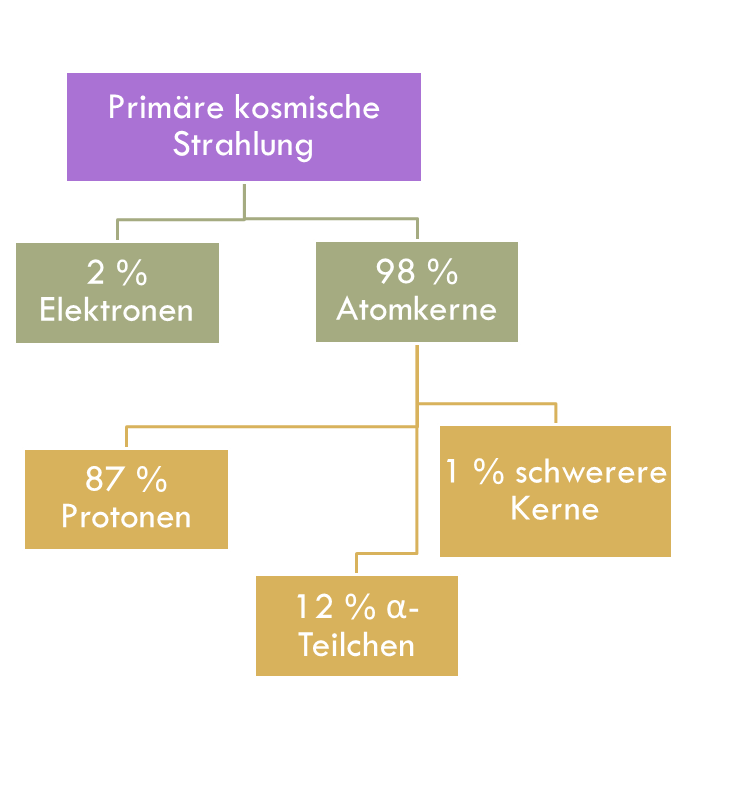 Primäre kosmische
Strahlung
2 %
Elektronen
98 %
Atomkerne
87 %
Protonen
1 % schwerere
Kerne
12 % α-
Teilchen